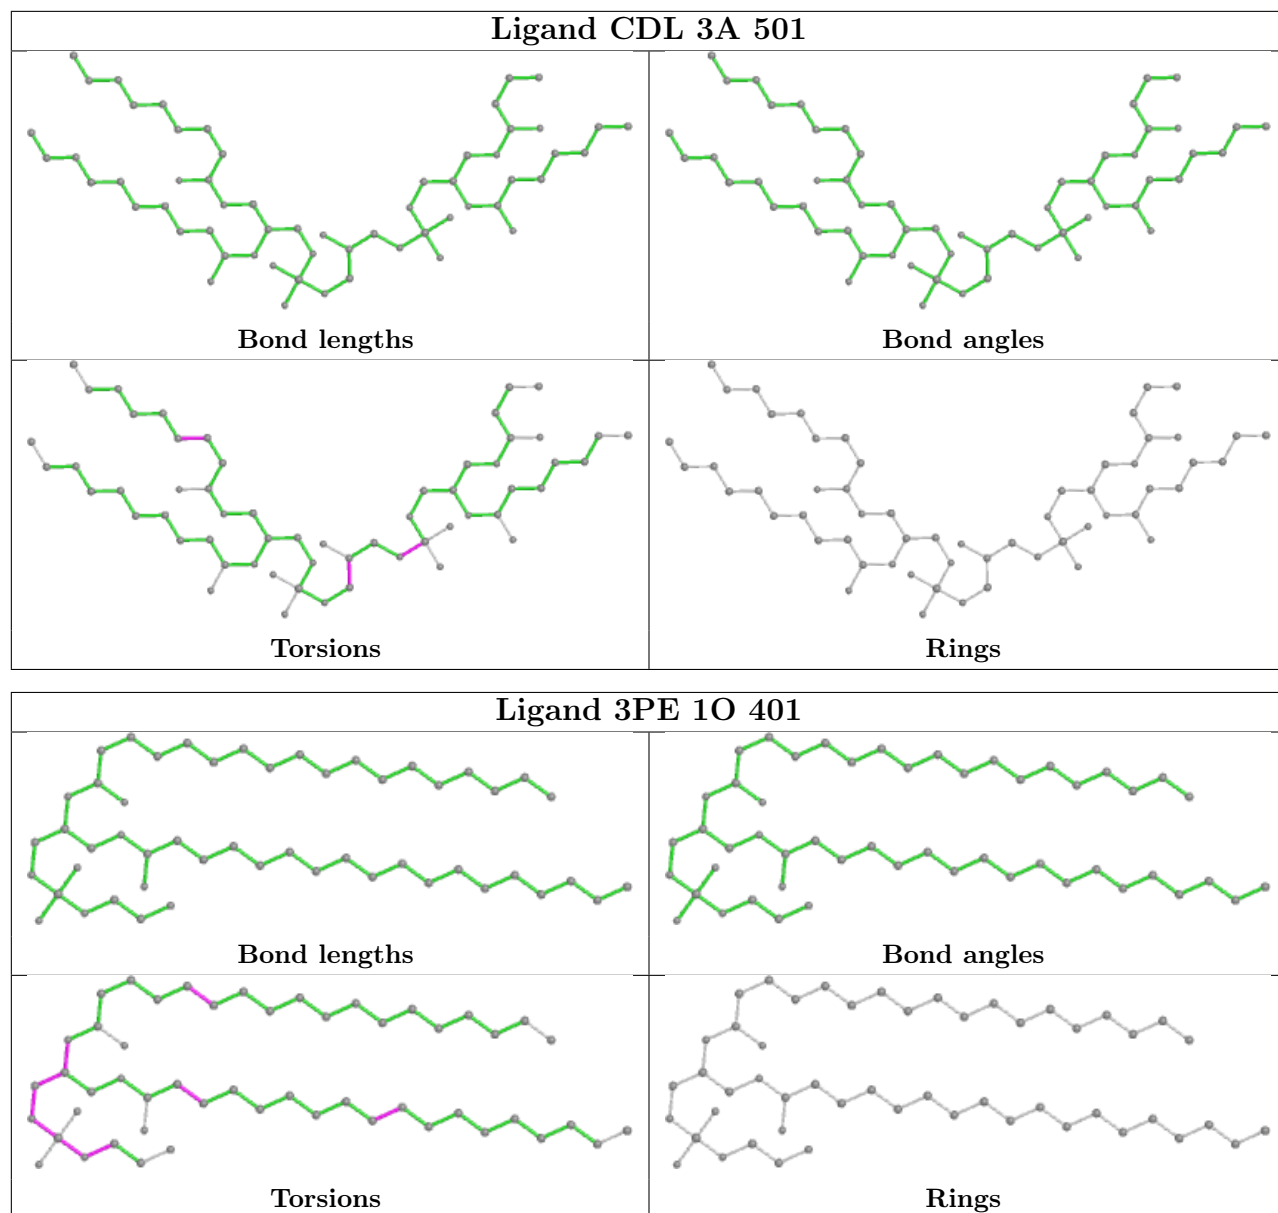 Ligand CDL 3A 501
Bond lengths
Bond angles
Torsions
Rings
Ligand 3PE 1O 401
Bond lengths
Bond angles
Torsions
Rings